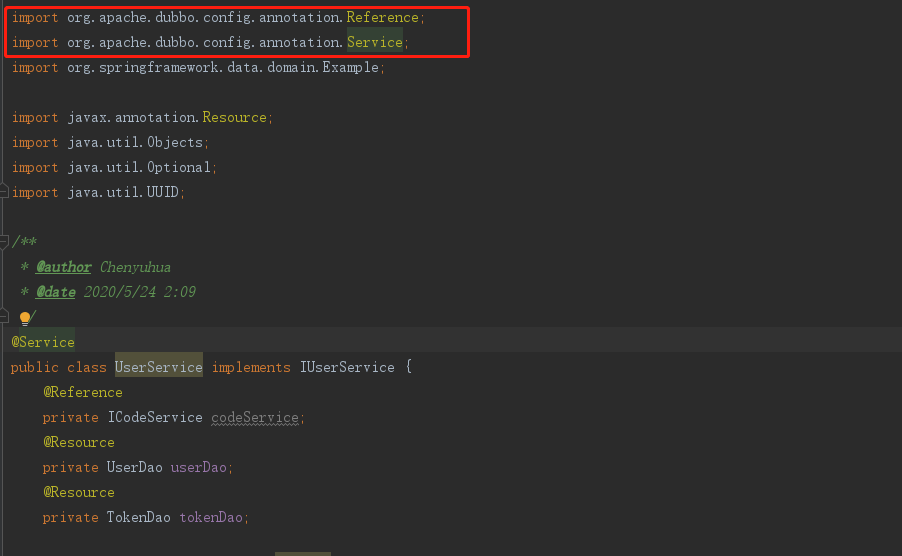 import org.apache.dubbo.config.annotation.Reference;
import org.apache.dubbo.config.annotation.Service;
import org.springframework.data.domain.Example;
import javax.annotation.Resource;
import java.util.Objects;
import java.util.Optional;
import java.util.UUID;
/**
* @author Chenyuhua
* @date 2020/5/24 2:09
*/
@Service
public class UserService implements IUserService {
@Reference
private ICodeService codeService;
@Resource
private UserDao userDao;
@Resource
private TokenDao tokenDao;